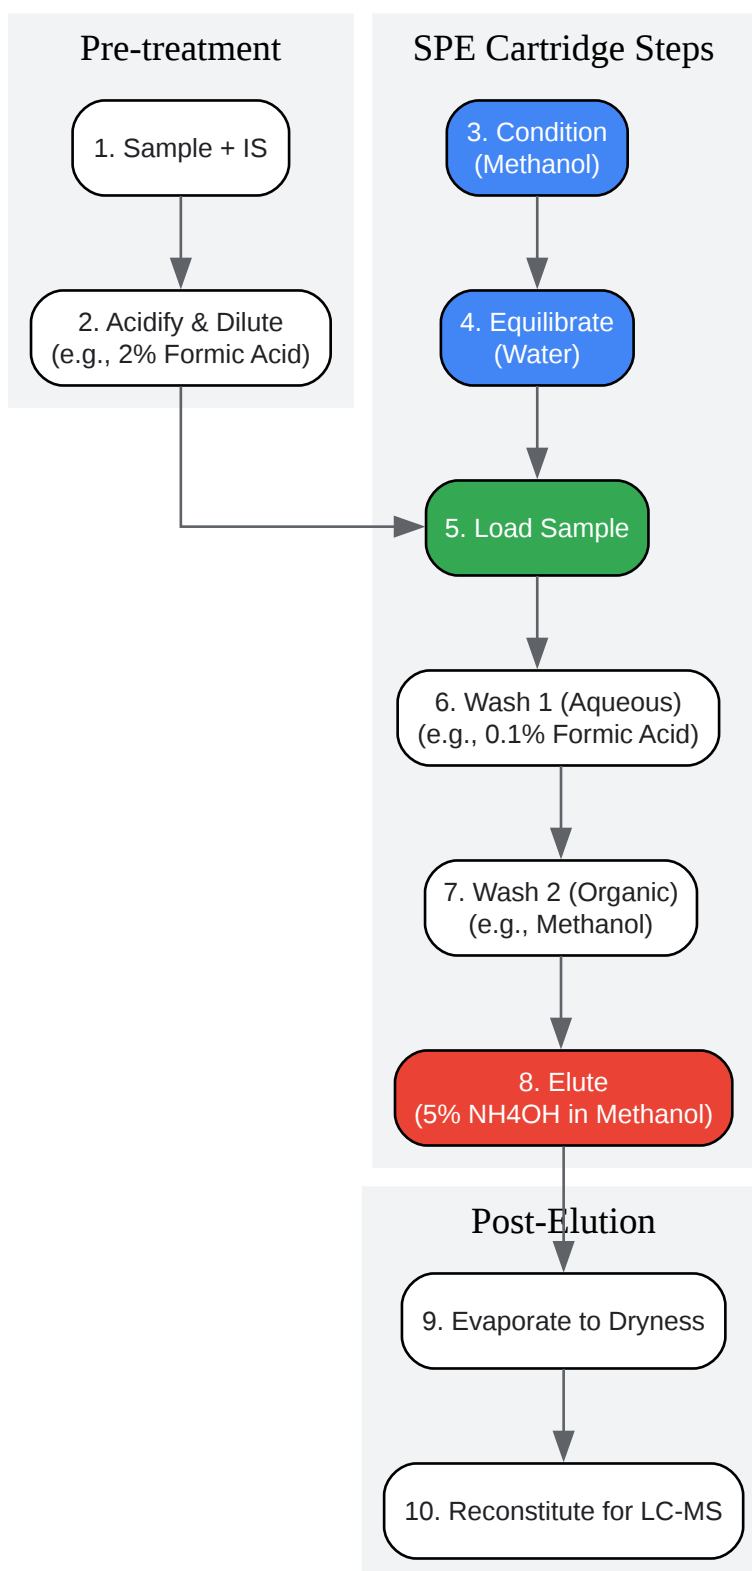 Pre-treatment
1. Sample + IS
2. Acidify & Dilute
(e.g., 2% Formic Acid)
SPE Cartridge Steps
3. Condition
(Methanol)
4. Equilibrate
(Water)
5. Load Sample
6. Wash 1 (Aqueous)
(e.g., 0.1% Formic Acid)
7. Wash 2 (Organic)
(e.g., Methanol)
8. Elute
(5% NH4OH in Methanol)
Post-Elution
9. Evaporate to Dryness
10. Reconstitute for LC-MS